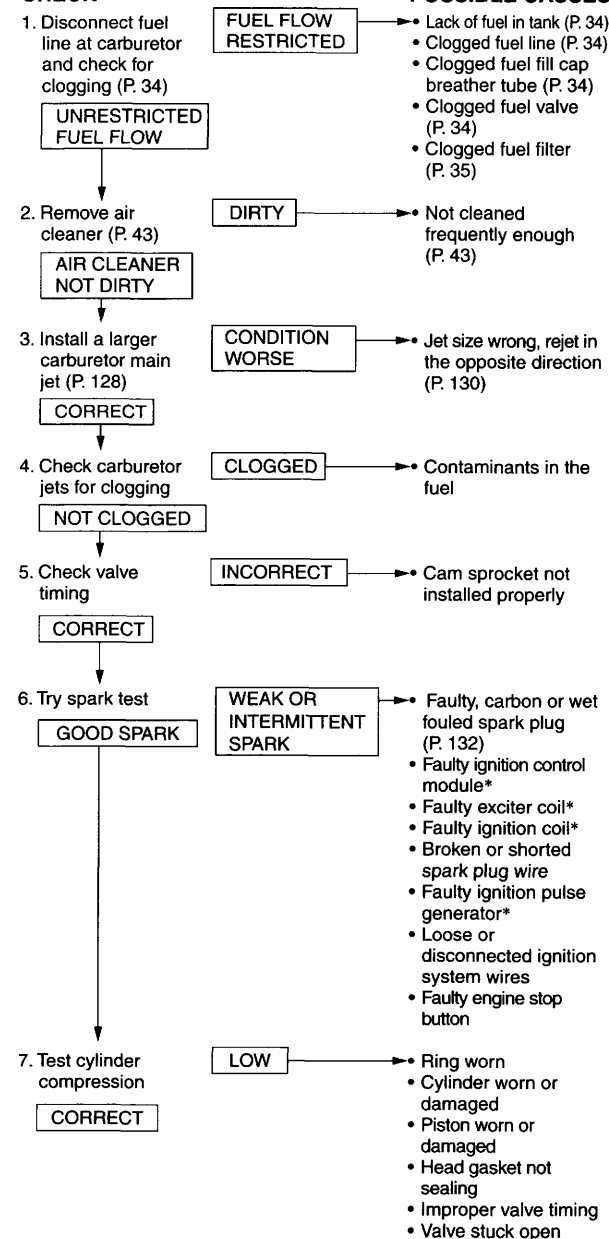 1. Disconnect fuel
line at carburetor
and check for
clogging (P. 34)
FUEL FLOW
RESTRICTED
• Lack of fuel in tank (P. 34)
• Clogged fuel line (P. 34)
• Clogged fuel fill cap
breather tube (P. 34)
• Clogged fuel valve
(P. 34)
• Clogged fuel filter
(P. 35)
UNRESTRICTED
FUEL FLOW
2. Remove air
cleaner (P. 43)
DIRTY
• Not cleaned
frequently enough
(P. 43)
AIR CLEANER
NOT DIRTY
3. Install a larger
carburetor main
jet (P. 128)
CONDITION
WORSE
• Jet size wrong, rejet in
the opposite direction
(P. 130)
CORRECT
4. Check carburetor
jets for clogging
CLOGGED
• Contaminants in the
fuel
NOT CLOGGED
5. Check valve
timing
INCORRECT
• Cam sprocket not
installed properly
CORRECT
6. Try spark test
WEAK OR
INTERMITTENT
SPARK
• Faulty, carbon or wet
fouled spark plug
(P. 132)
• Faulty ignition control
module*
• Faulty exciter coil*
• Faulty ignition coil*
• Broken or shorted
spark plug wire
• Faulty ignition pulse
generator*
• Loose or
disconnected ignition
system wires
• Faulty engine stop
button
GOOD SPARK
7. Test cylinder
compression
LOW
• Ring worn
• Cylinder worn or
damaged
• Piston worn or
damaged
• Head gasket not
sealing
• Improper valve timing
• Valve stuck open
CORRECT